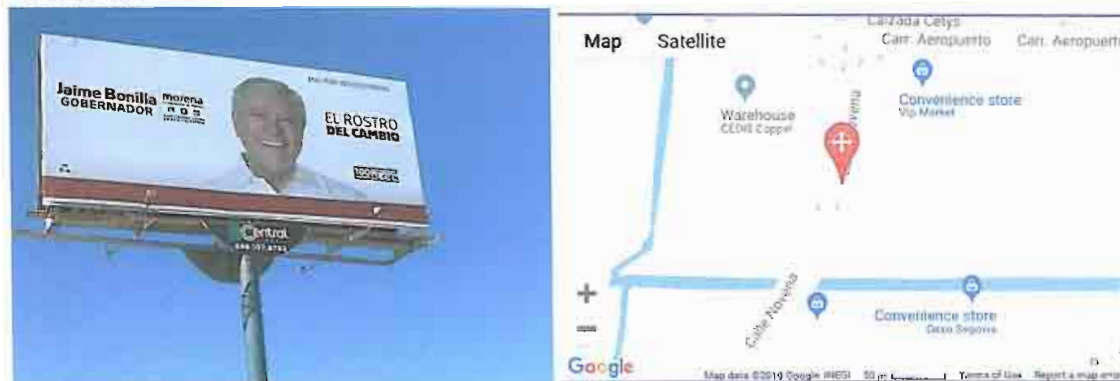 Jaime Bonilla
GOBERNADOR
morena
EL ROSTRO
DEL CAMBIO
Central
Map
Satellite
Calzada Cetys
Carr. Aeropuerto
Carr. Aeropuerto
Warehouse
CEDIS Coppel
Convenience store
Vip Market
Calle Novena
Convenience store
Oxxo Segovia
+
−
Google
Map data ©2019 Google INEGI
50
Terms of Use
Report a map error